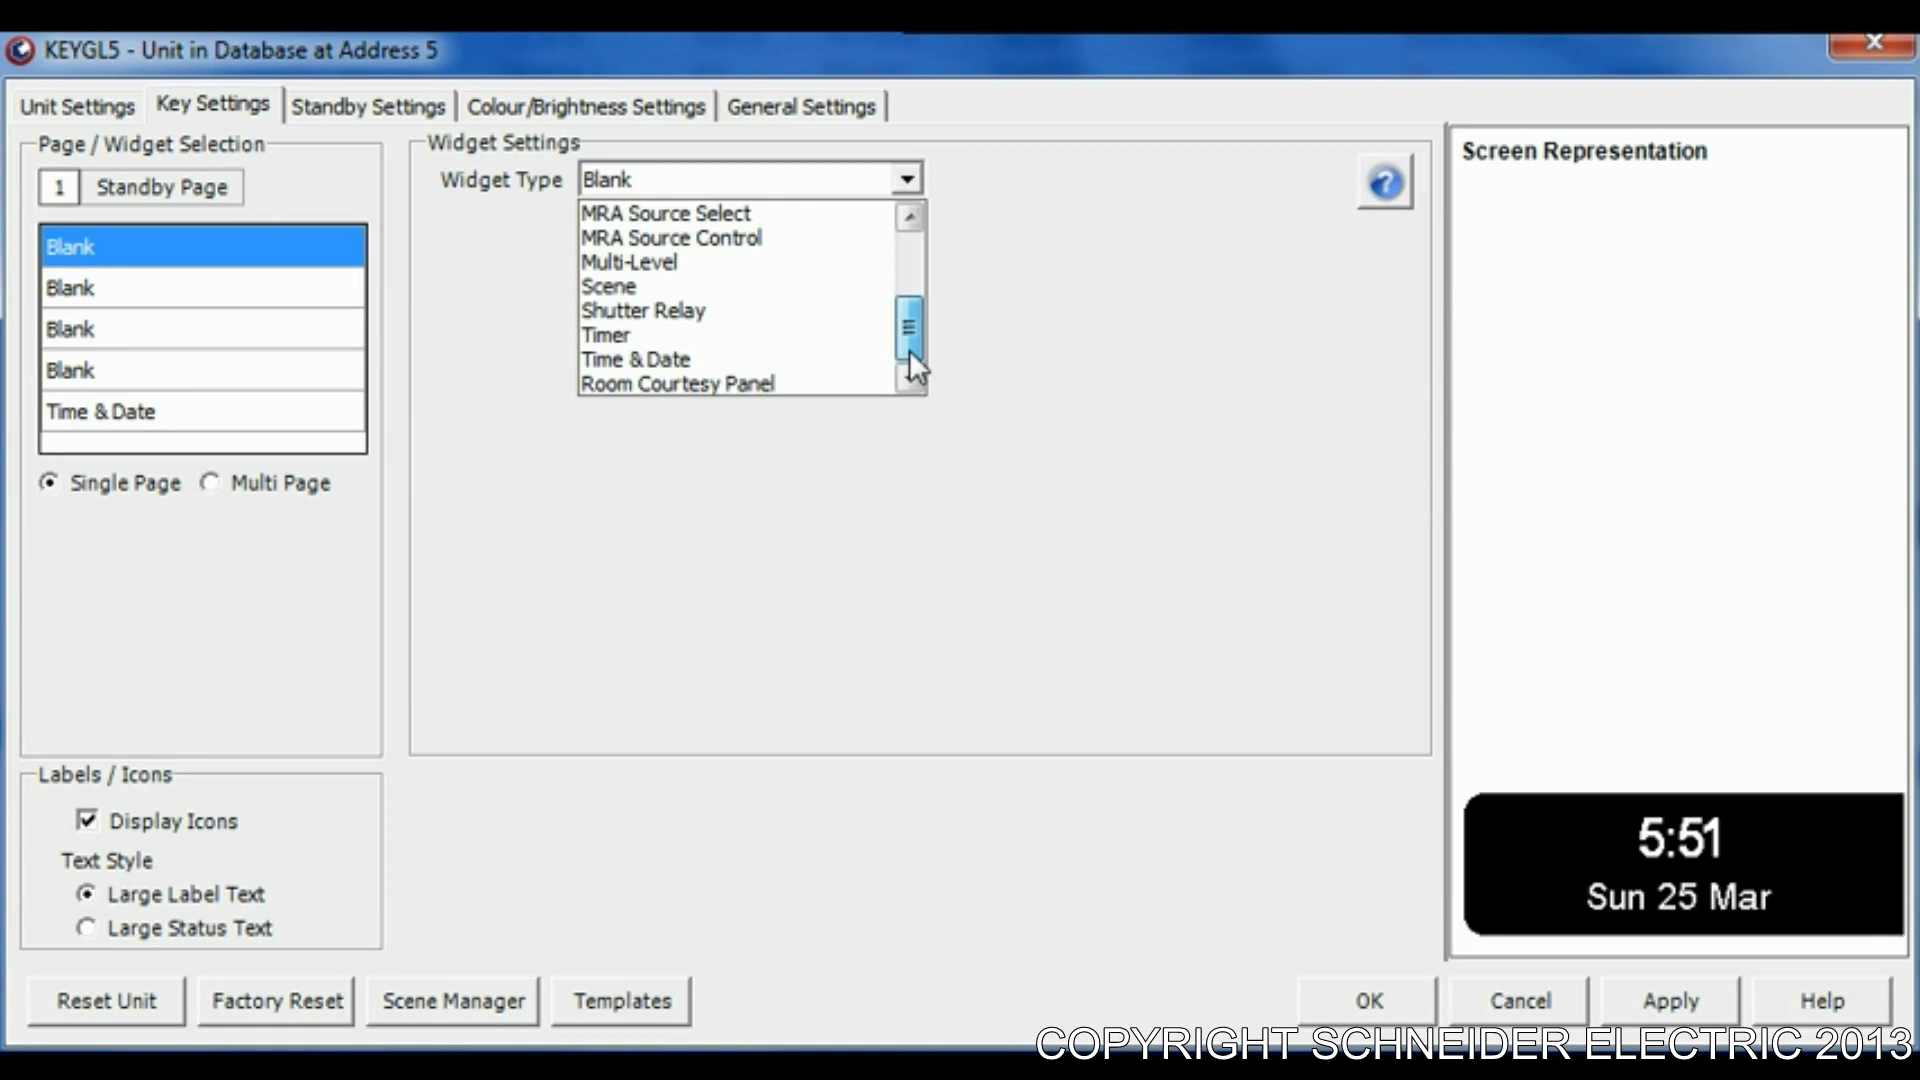 KEYGL5 - Unit in Database at Address 5
Unit Settings
Key Settings
Standby Settings
Colour/Brightness Settings
General Settings
Page / Widget Selection
1
Standby Page
Blank
Blank
Blank
Blank
Time & Date
Single Page
Multi Page
Widget Settings
Widget Type
Blank
MRA Source Select
MRA Source Control
Multi-Level
Scene
Shutter Relay
Timer
Time & Date
Room Courtesy Panel
Screen Representation
5:51
Sun 25 Mar
Labels / Icons
Display Icons
Text Style
Large Label Text
Large Status Text
Reset Unit
Factory Reset
Scene Manager
Templates
OK
Cancel
Apply
Help
COPYRIGHT SCHNEIDER ELECTRIC 2013